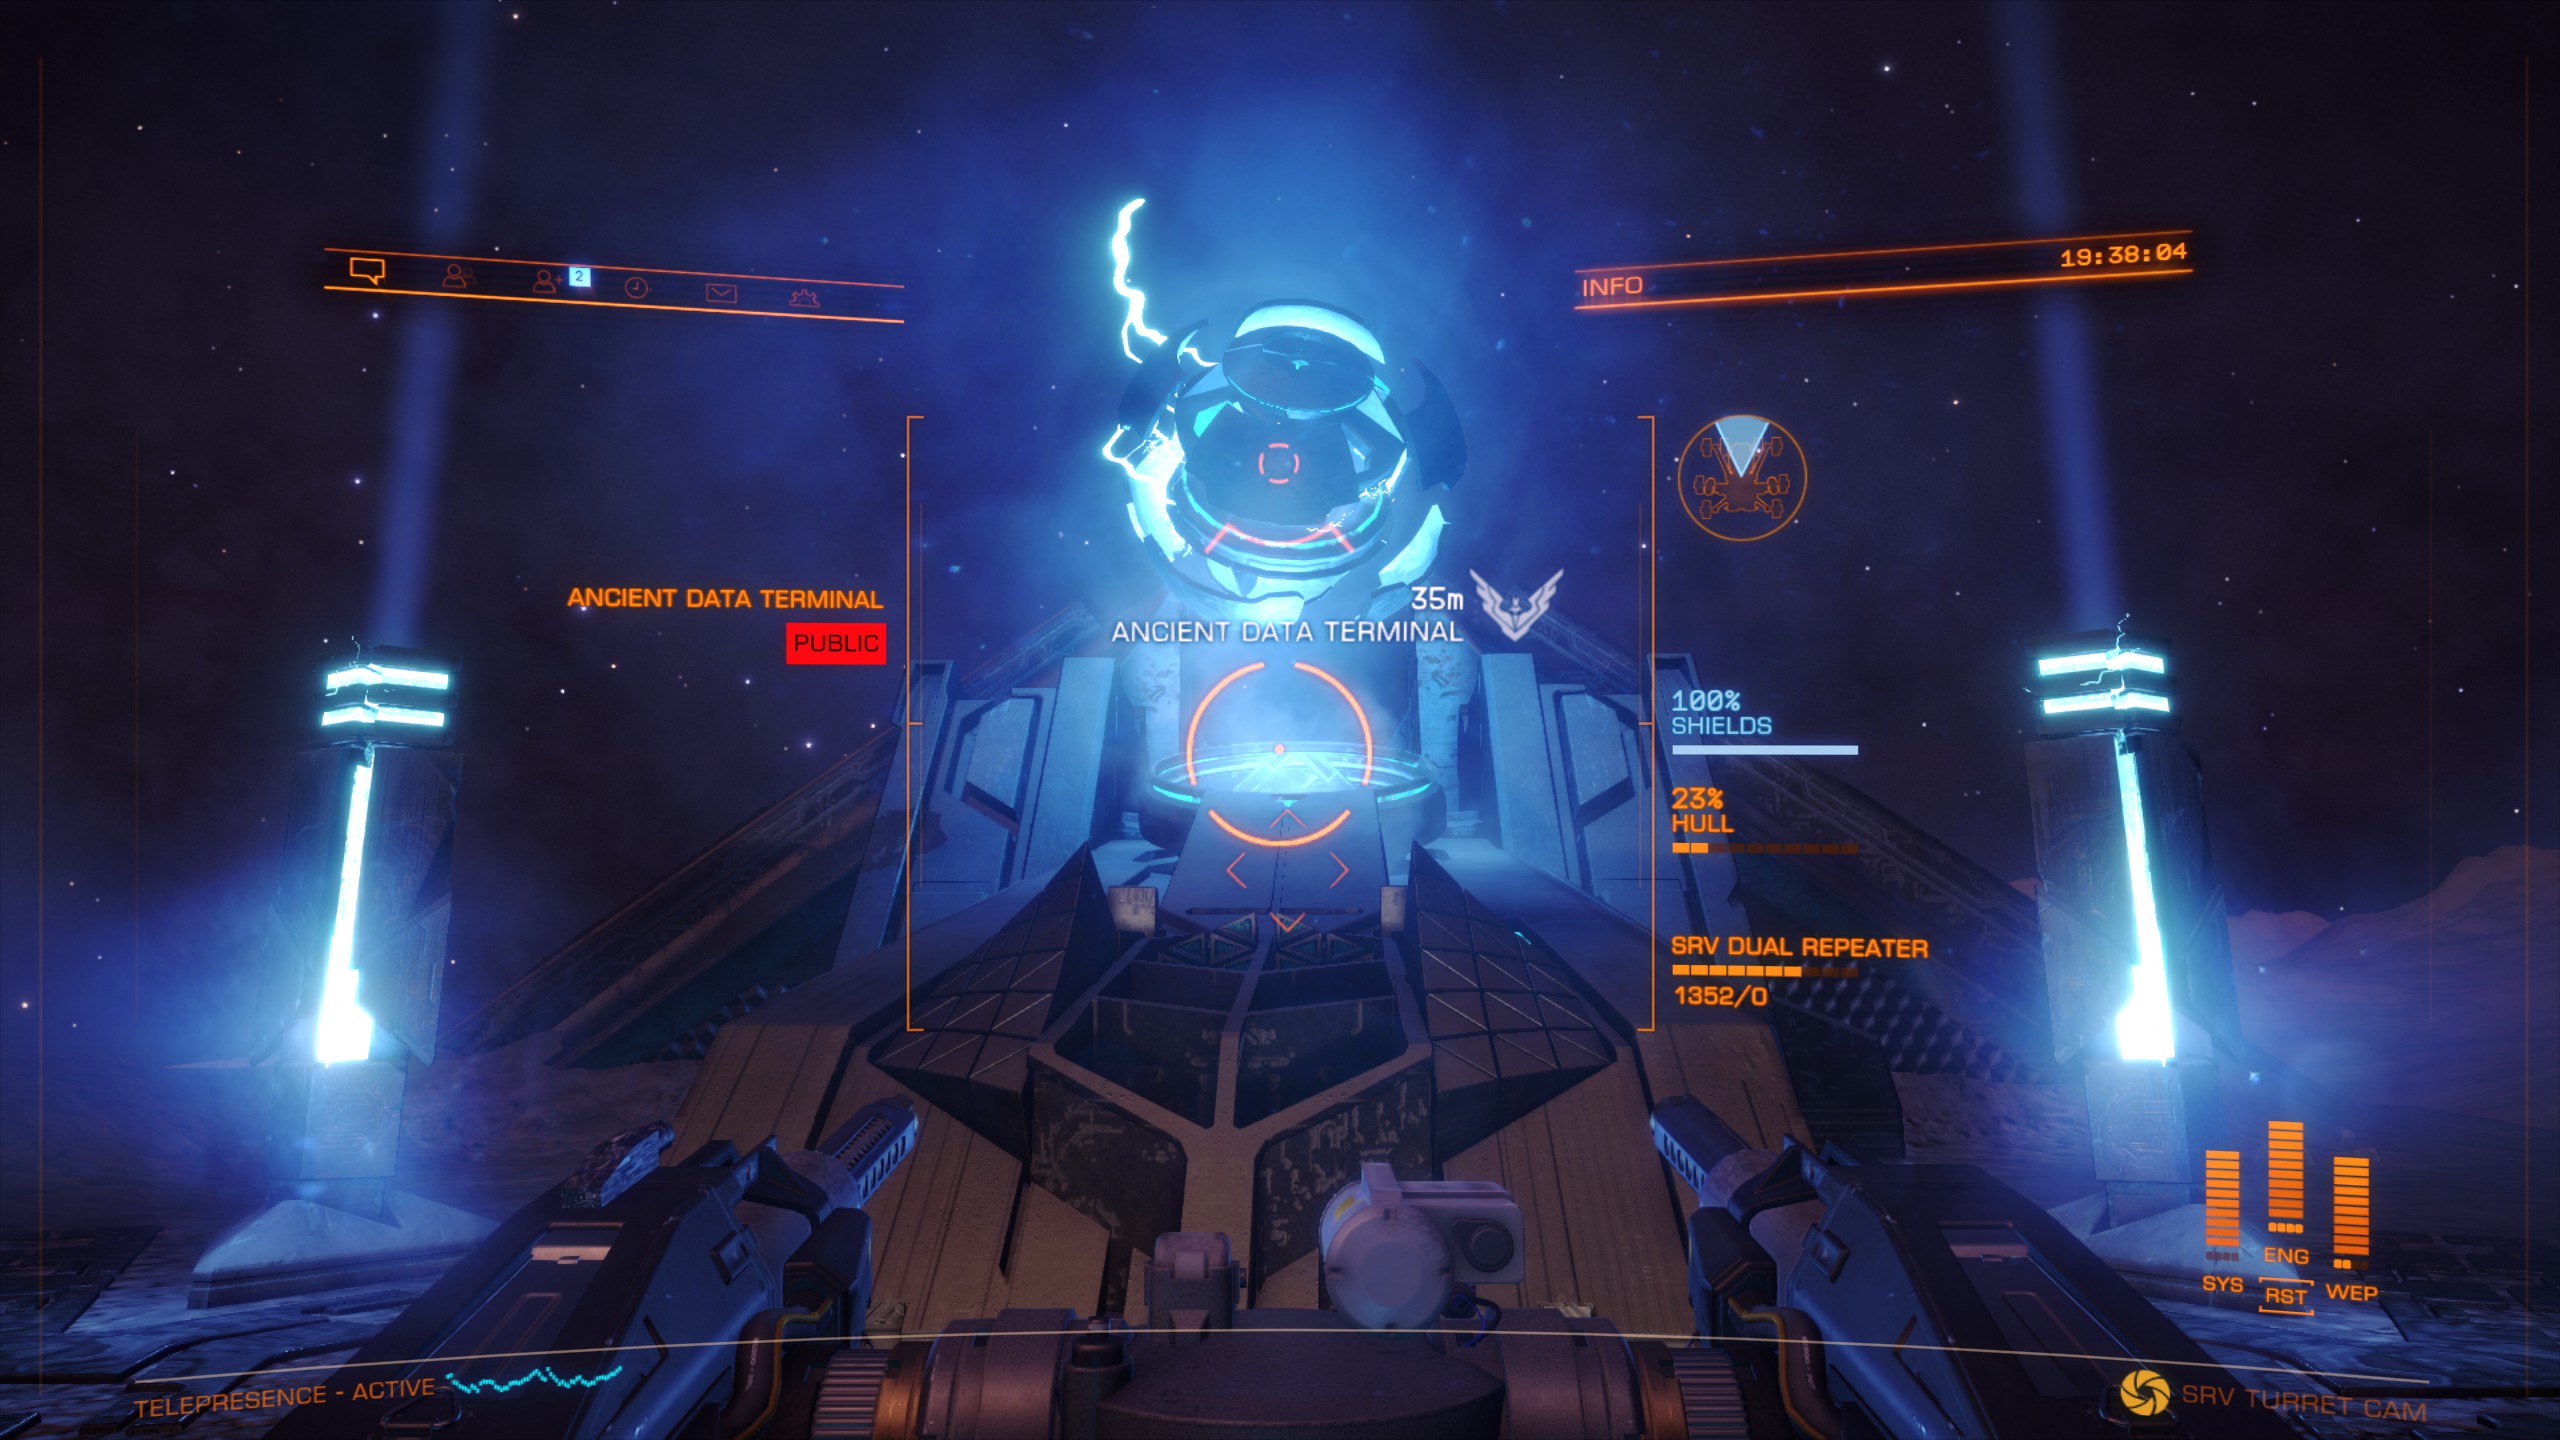 2
INFO
19:38:04
ANCIENT DATA TERMINAL
PUBLIC
35m
ANCIENT DATA TERMINAL
100%
SHIELDS
23%
HULL
SRV DUAL REPEATER
1352/0
SYS
ENG
RST
WEP
TELEPRESENCE - ACTIVE
SRV TURRET CAM